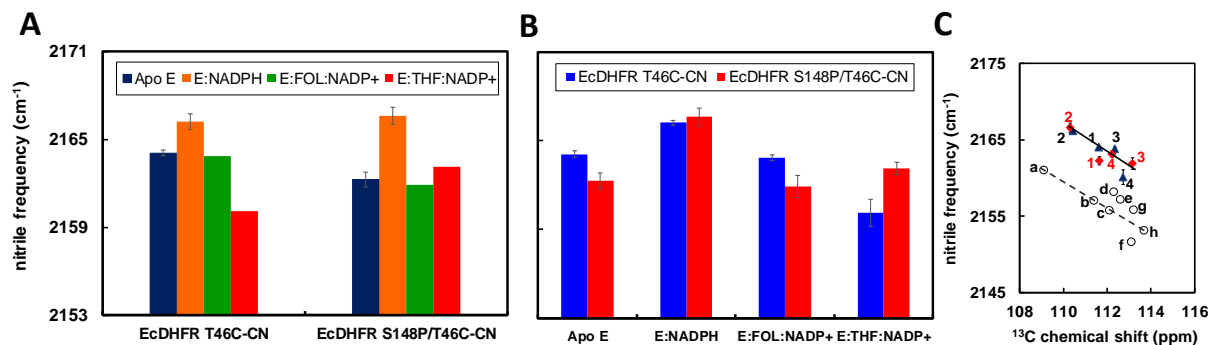 A
nitrile frequency (cm-1)
2171
2165
2159
2153
Apo E E:NADPH E:FOL:NADP+ E:THF:NADP+
EcDHFR T46C-CN EcDHFR S148P/T46C-CN
B
EcDHFR T46C-CN EcDHFR S148P/T46C-CN
Apo E E:NADPH E:FOL:NADP+ E:THF:NADP+
C
nitrile frequency (cm-1)
2175
2165
2155
2145
2
2
1
3
1
4
3
4
a
b
c
d
e
f
g
h
108 110 112 114 116
13C chemical shift (ppm)